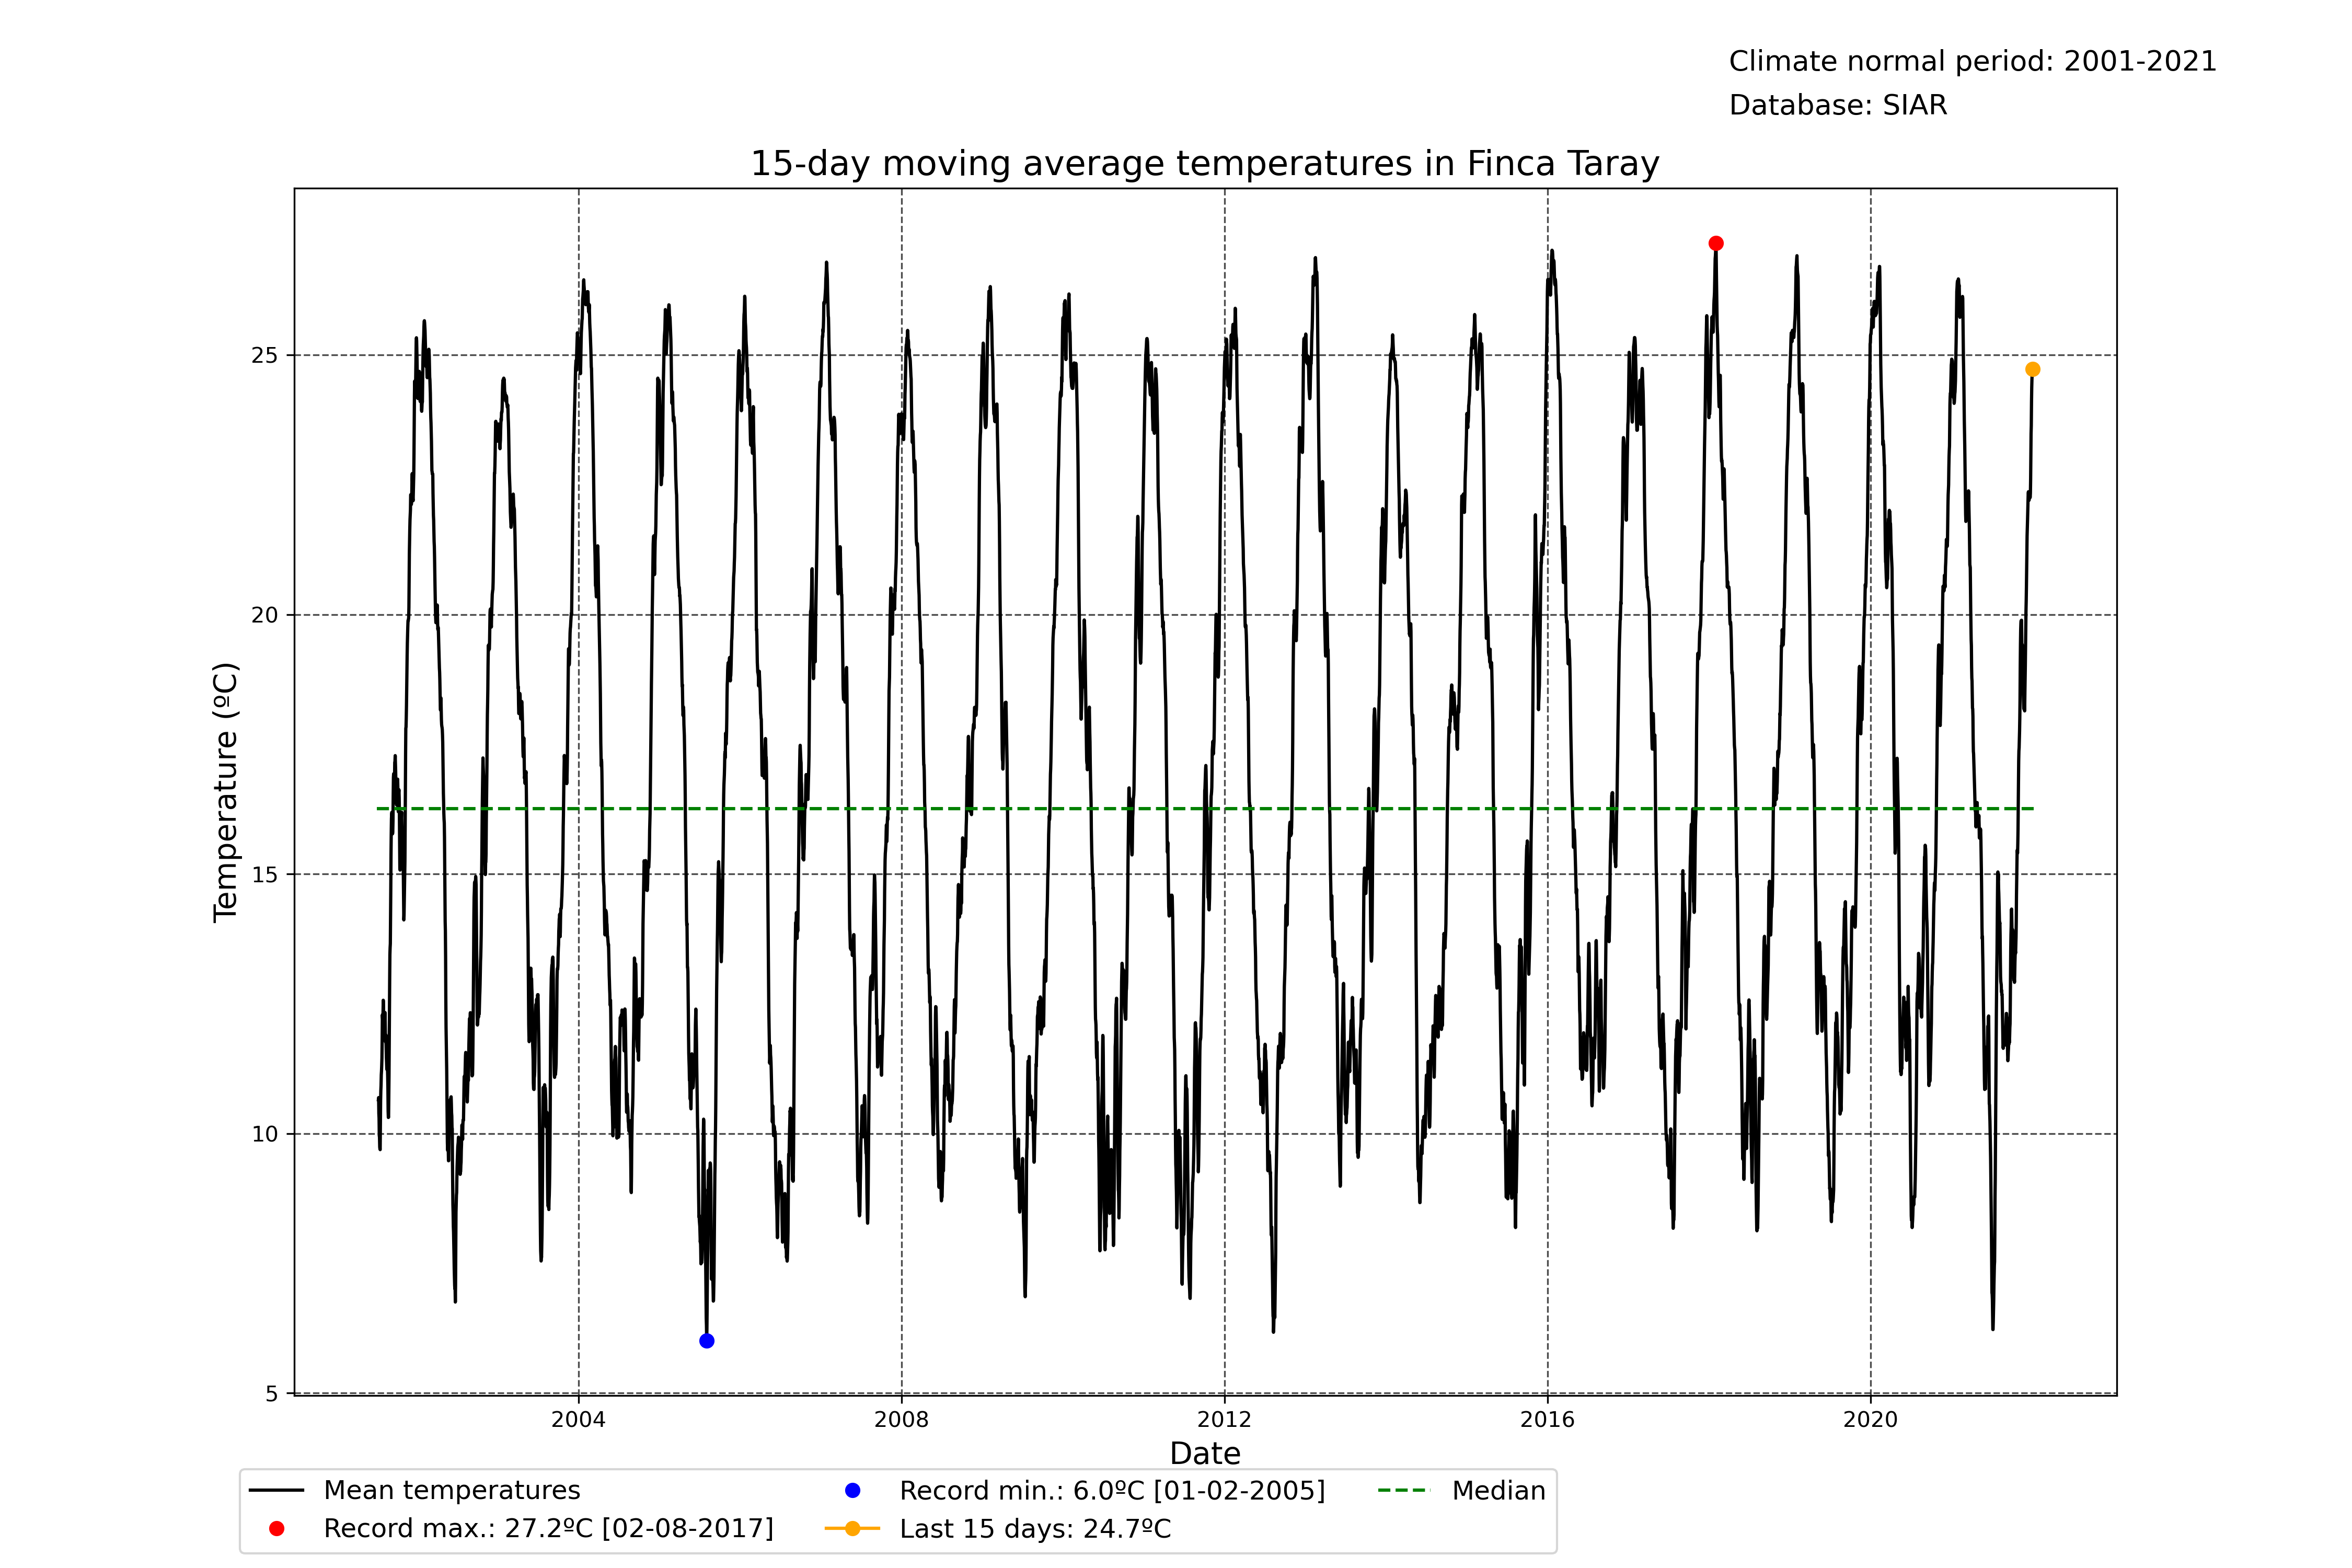 Climate normal period: 2001-2021
Database: SIAR
15-day moving average temperatures in Finca Taray
Temperature (ºC)
25
20
15
10
5
2004
2008
2012
2016
2020
Date
Mean temperatures
Record max.: 27.2ºC [02-08-2017]
Record min.: 6.0ºC [01-02-2005]
Last 15 days: 24.7ºC
Median